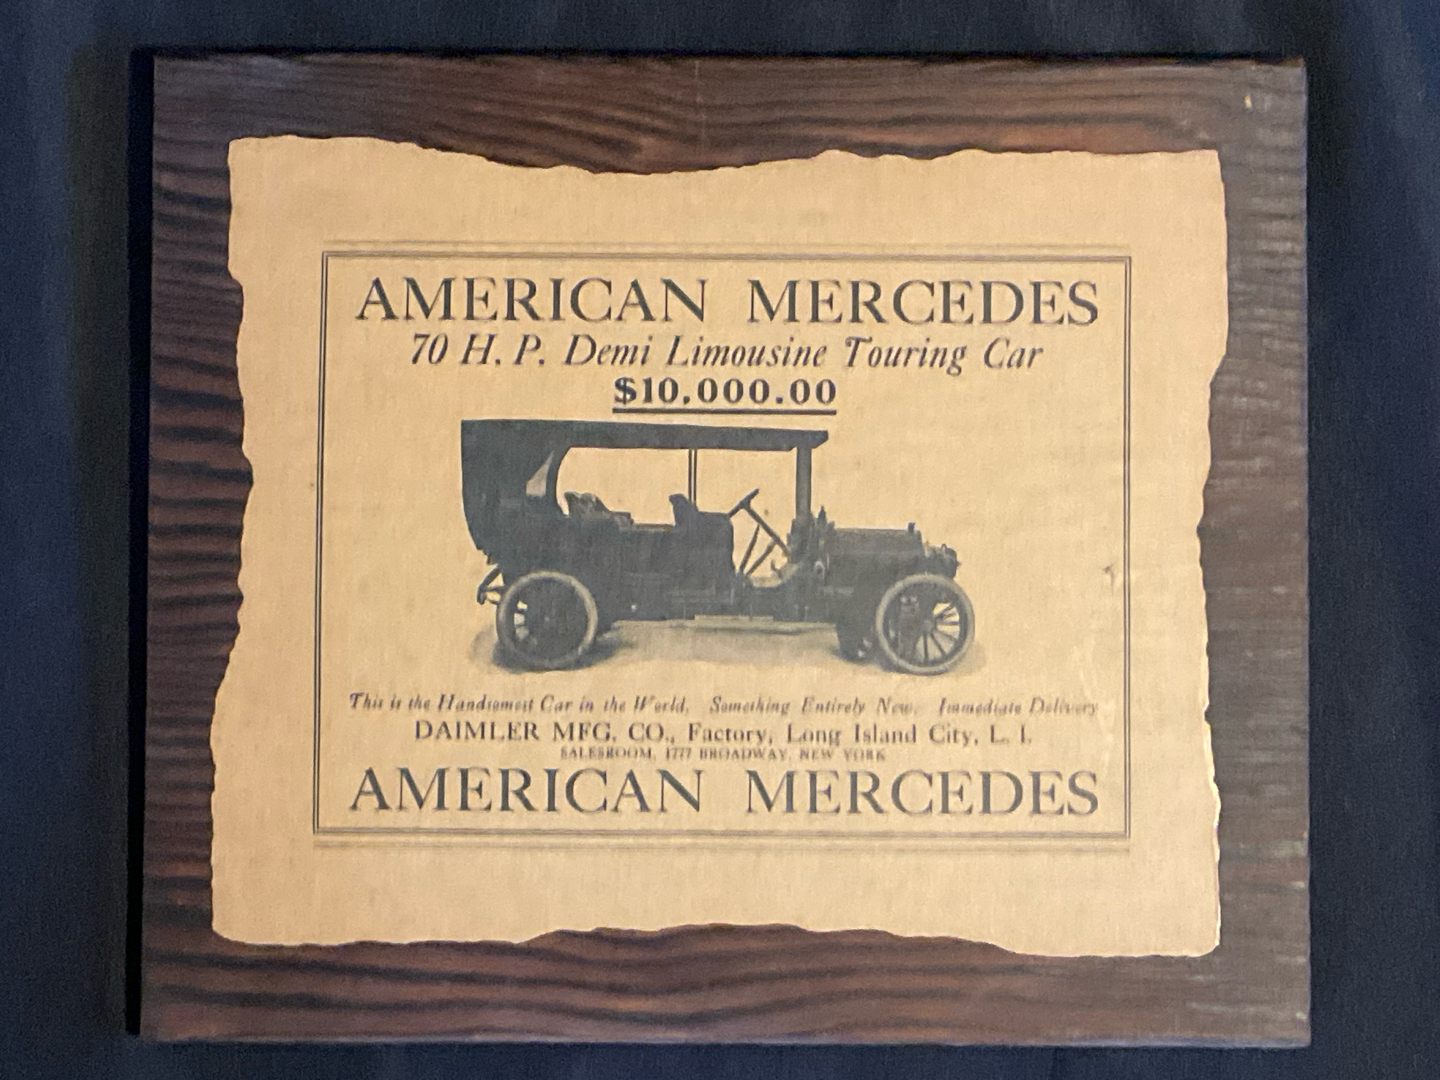 AMERICAN MERCEDES
70 H. P. Demi Limousine Touring Car
$10,000.00
This is the Handsomest Car in the World. Something Entirely New. Immediate Delivery
DAIMLER MFG. CO., Factory, Long Island City, L. I.
SALESROOM, 1777 BROADWAY, NEW YORK
AMERICAN MERCEDES